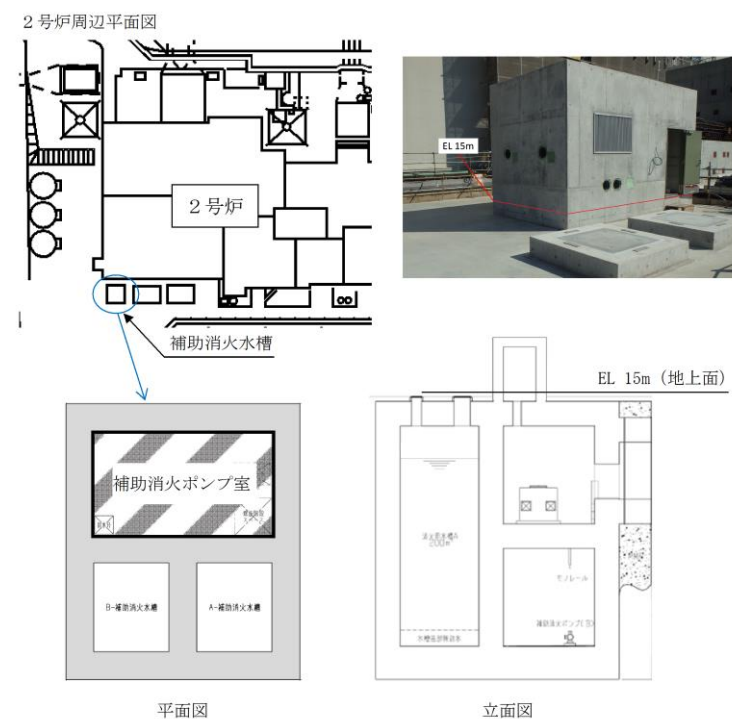 ２号炉周辺平面図
EL 15m
２号炉
補助消火水槽
EL 15m（地上面）
補助消火ポンプ室
B-補助消火水槽
A-補助消火水槽
モノレール
平面図
立面図